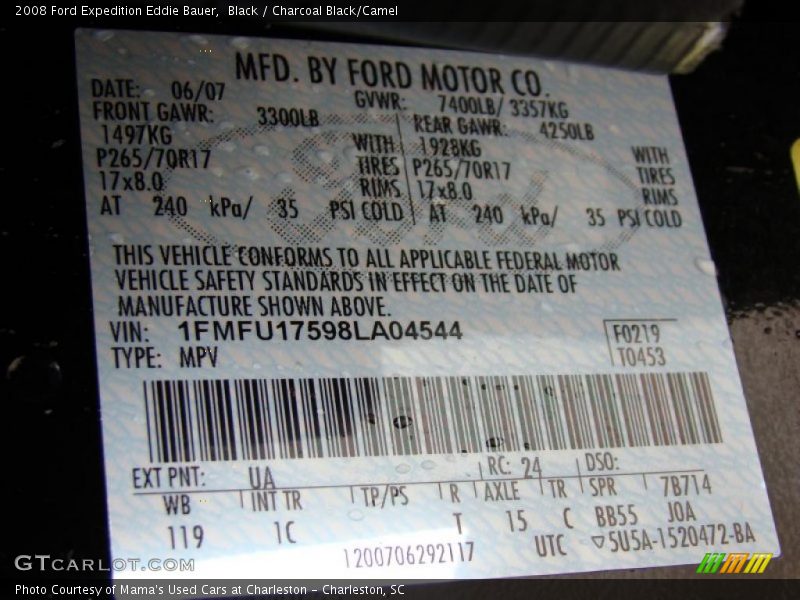 2008 Ford Expedition Eddie Bauer,  Black / Charcoal Black/Camel
MFD. BY FORD MOTOR CO.
DATE: 06/07 GVWR: 7400LB/ 3357KG
FRONT GAWR: 3300LB REAR GAWR: 4250LB
1497KG WITH 1928KG WITH
P265/70R17 TIRES P265/70R17 TIRES
17x8.0 RIMS 17x8.0 RIMS
AT 240 kPa/ 35 PSI COLD AT 240 kPa/ 35 PSI COLD
THIS VEHICLE CONFORMS TO ALL APPLICABLE FEDERAL MOTOR
VEHICLE SAFETY STANDARDS IN EFFECT ON THE DATE OF
MANUFACTURE SHOWN ABOVE.
VIN: 1FMFU17598LA04544 F0219
TYPE: MPV T0453
EXT PNT: UA RC: 24 DSO:
WB INT TR TP/PS R AXLE TR SPR 7B714
119 1C T 15 C BB55 JOA
1200706292117 UTC ▽5U5A-1520472-BA
GTCARLOT.COM
Photo Courtesy of Mama's Used Cars at Charleston – Charleston, SC